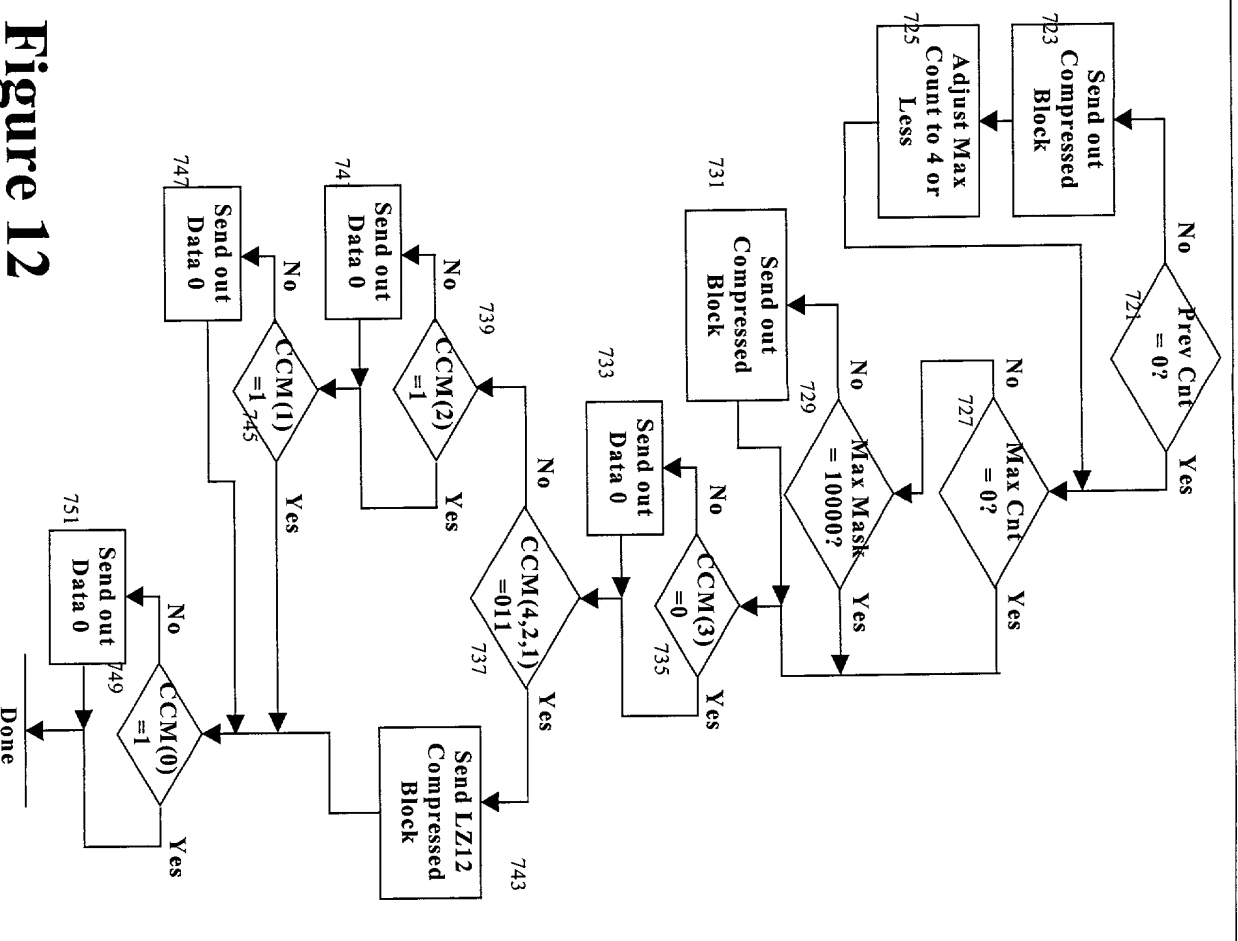 Prev Cnt
= 0?
721
No
Yes
723
Send out
Compressed
Block
725
Adjust Max
Count to 4 or
Less
Max Cnt
= 0?
727
No
Yes
Max Mask
= 10000?
729
No
Yes
731
Send out
Compressed
Block
CCM(3)
=0
735
No
Yes
733
Send out
Data 0
CCM(4,2,1)
=011
737
No
Yes
739
CCM(2)
=1
No
Yes
741
Send out
Data 0
743
Send LZ12
Compressed
Block
CCM(1)
=1
745
No
Yes
747
Send out
Data 0
CCM(0)
=1
749
No
Yes
751
Send out
Data 0
Done
Figure 12